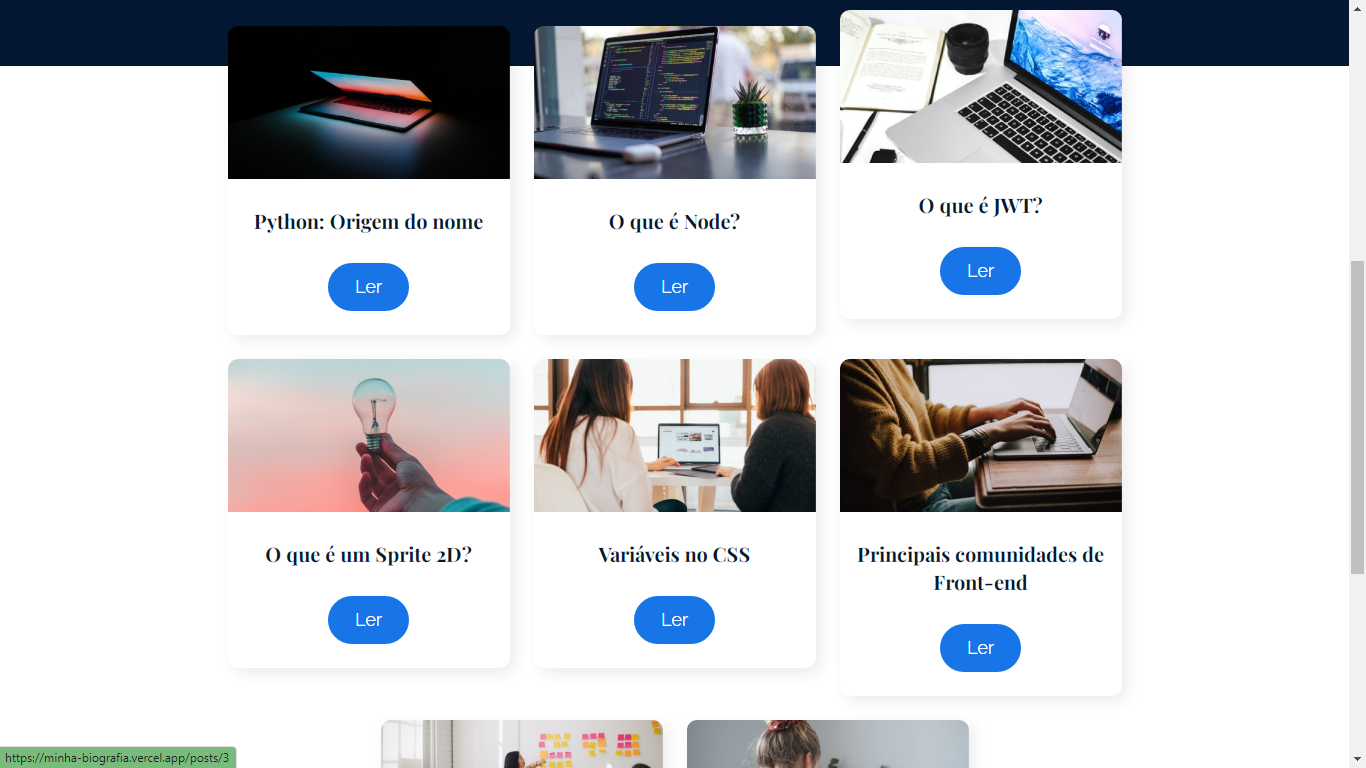 Python: Origem do nome
Ler
O que é Node?
Ler
O que é JWT?
Ler
O que é um Sprite 2D?
Ler
Variáveis no CSS
Ler
Principais comunidades de
Front-end
Ler
https://minha-biografia.vercel.app/posts/3